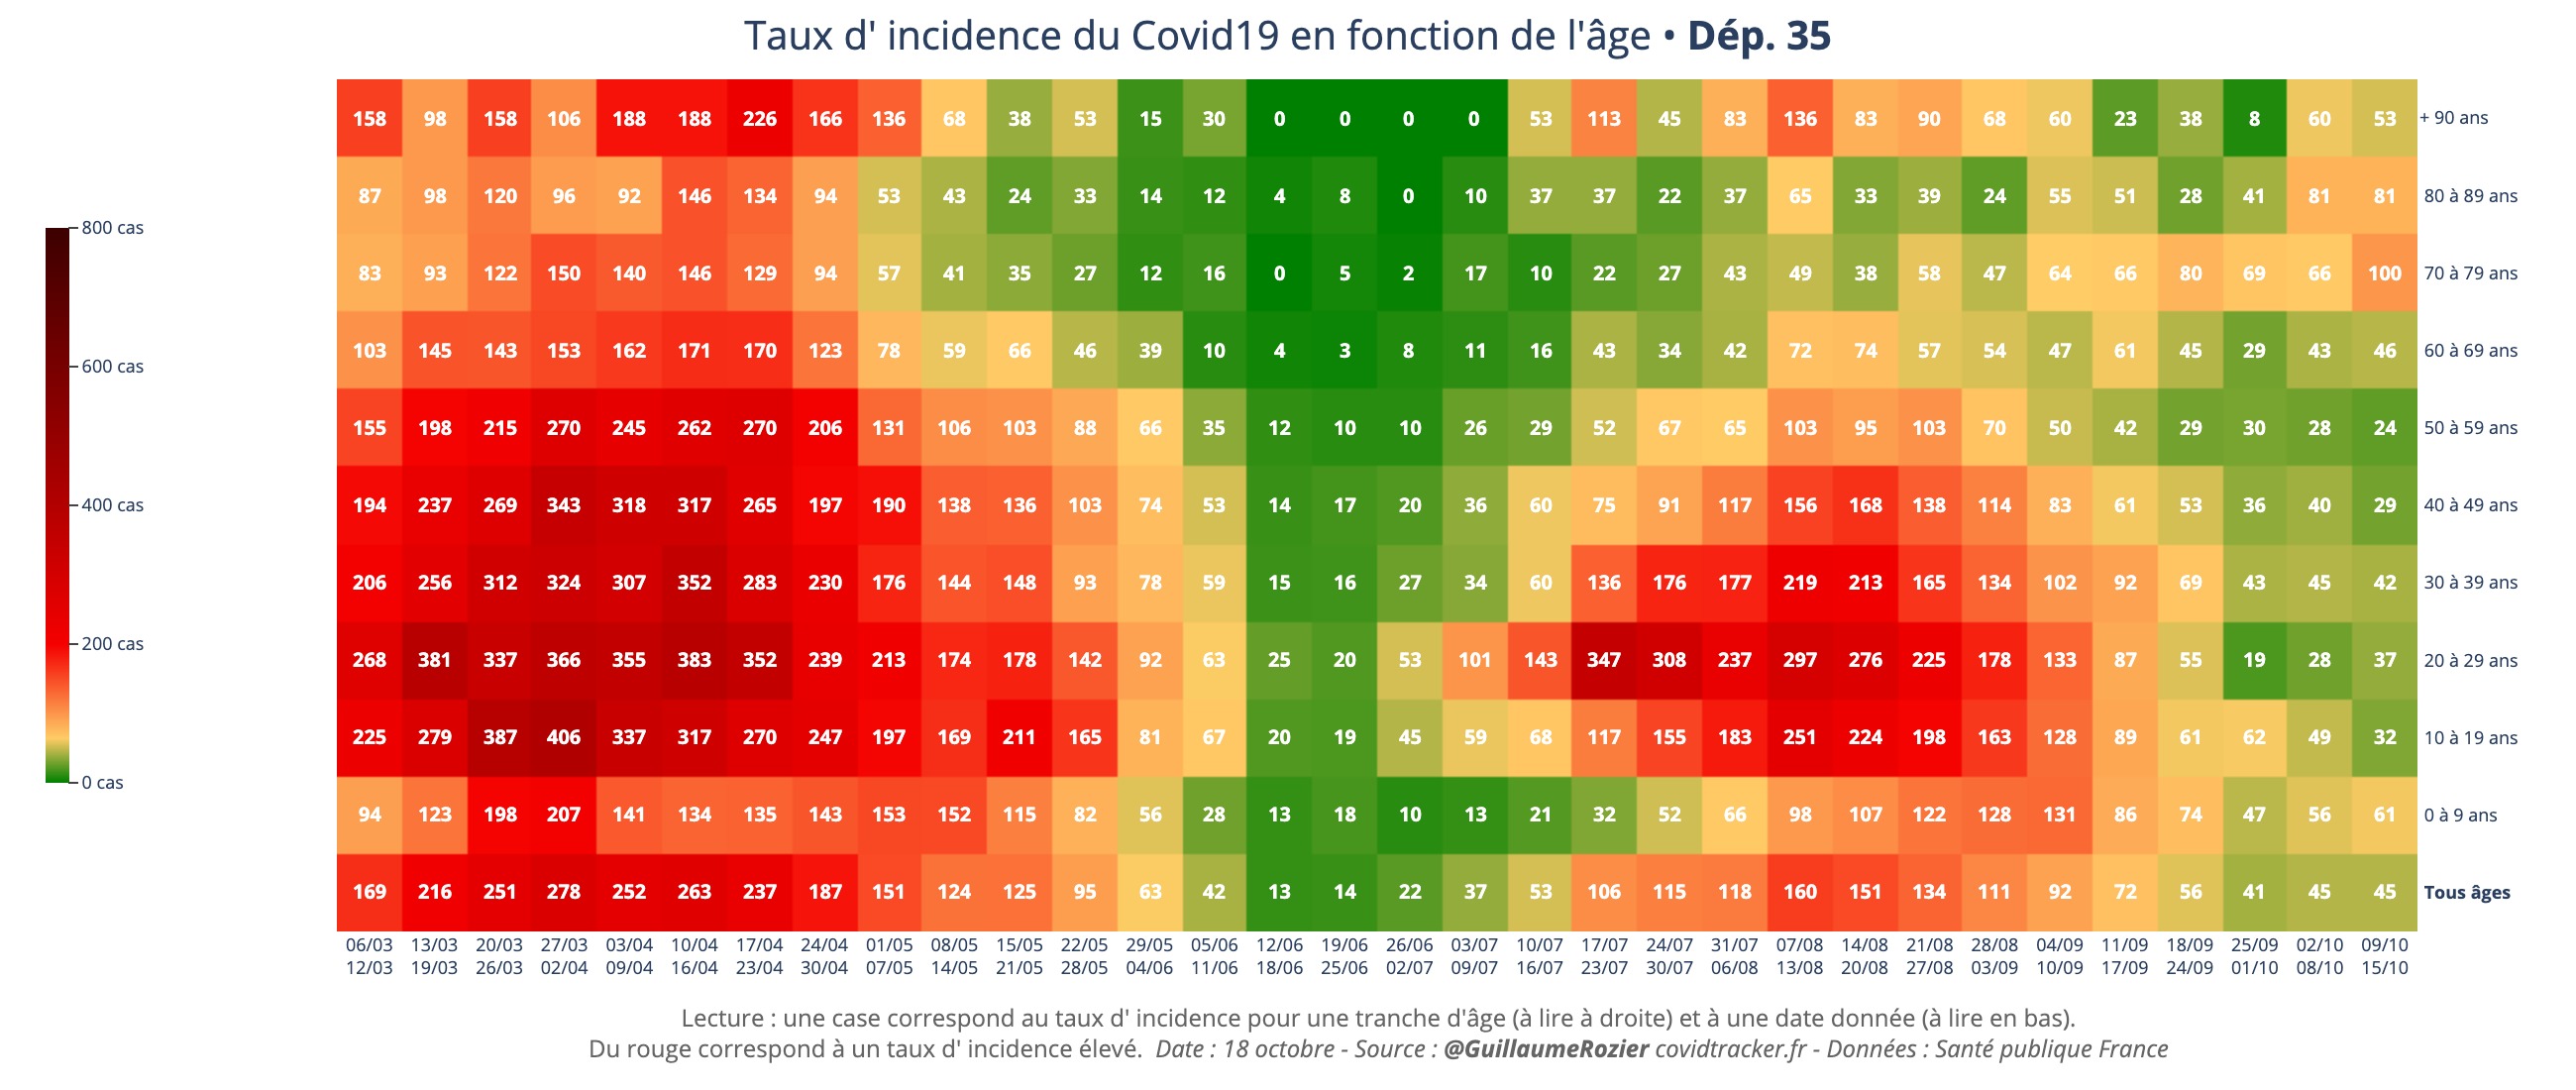 Taux d' incidence du Covid19 en fonction de l'âge • Dép. 35
800 cas
600 cas
400 cas
200 cas
0 cas
158 98 158 106 188 188 226 166 136 68 38 53 15 30 0 0 0 0 53 113 45 83 136 83 90 68 60 23 38 8 60 53 + 90 ans
87 98 120 96 92 146 134 94 53 43 24 33 14 12 4 8 0 10 37 37 22 37 65 33 39 24 55 51 28 41 81 81 80 à 89 ans
83 93 122 150 140 146 129 94 57 41 35 27 12 16 0 5 2 17 10 22 27 43 49 38 58 47 64 66 80 69 66 100 70 à 79 ans
103 145 143 153 162 171 170 123 78 59 66 46 39 10 4 3 8 11 16 43 34 42 72 74 57 54 47 61 45 29 43 46 60 à 69 ans
155 198 215 270 245 262 270 206 131 106 103 88 66 35 12 10 10 26 29 52 67 65 103 95 103 70 50 42 29 30 28 24 50 à 59 ans
194 237 269 343 318 317 265 197 190 138 136 103 74 53 14 17 20 36 60 75 91 117 156 168 138 114 83 61 53 36 40 29 40 à 49 ans
206 256 312 324 307 352 283 230 176 144 148 93 78 59 15 16 27 34 60 136 176 177 219 213 165 134 102 92 69 43 45 42 30 à 39 ans
268 381 337 366 355 383 352 239 213 174 178 142 92 63 25 20 53 101 143 347 308 237 297 276 225 178 133 87 55 19 28 37 20 à 29 ans
225 279 387 406 337 317 270 247 197 169 211 165 81 67 20 19 45 59 68 117 155 183 251 224 198 163 128 89 61 62 49 32 10 à 19 ans
94 123 198 207 141 134 135 143 153 152 115 82 56 28 13 18 10 13 21 32 52 66 98 107 122 128 131 86 74 47 56 61 0 à 9 ans
169 216 251 278 252 263 237 187 151 124 125 95 63 42 13 14 22 37 53 106 115 118 160 151 134 111 92 72 56 41 45 45 Tous âges
06/03 13/03 20/03 27/03 03/04 10/04 17/04 24/04 01/05 08/05 15/05 22/05 29/05 05/06 12/06 19/06 26/06 03/07 10/07 17/07 24/07 31/07 07/08 14/08 21/08 28/08 04/09 11/09 18/09 25/09 02/10 09/10
12/03 19/03 26/03 02/04 09/04 16/04 23/04 30/04 07/05 14/05 21/05 28/05 04/06 11/06 18/06 25/06 02/07 09/07 16/07 23/07 30/07 06/08 13/08 20/08 27/08 03/09 10/09 17/09 24/09 01/10 08/10 15/10
Lecture : une case correspond au taux d' incidence pour une tranche d'âge (à lire à droite) et à une date donnée (à lire en bas).
Du rouge correspond à un taux d' incidence élevé. Date : 18 octobre - Source : @GuillaumeRozier covidtracker.fr - Données : Santé publique France